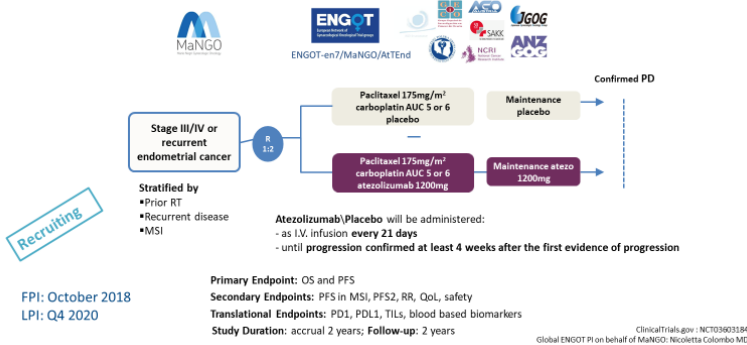 MaNGO
ENGOT
European Network of
Gynaecological Oncological Trial groups
AGO
SAKK
JGOG
NCRI
ANZ
GOG
ENGOT-en7/MaNGO/AtTEnd
Confirmed PD
Stage III/IV or
recurrent
endometrial cancer
R
1:2
Paclitaxel 175mg/m²
carboplatin AUC 5 or 6
placebo
Maintenance
placebo
Paclitaxel 175mg/m²
carboplatin AUC 5 or 6
atezolizumab 1200mg
Maintenance atezo
1200mg
Stratified by
▪Prior RT
▪Recurrent disease
▪MSI
Recruiting
Atezolizumab\Placebo will be administered:
- as I.V. infusion every 21 days
- until progression confirmed at least 4 weeks after the first evidence of progression
FPI: October 2018
LPI: Q4 2020
Primary Endpoint: OS and PFS
Secondary Endpoints: PFS in MSI, PFS2, RR, QoL, safety
Translational Endpoints: PD1, PDL1, TILs, blood based biomarkers
Study Duration: accrual 2 years; Follow-up: 2 years
ClinicalTrials.gov : NCT03603184
Global ENGOT PI on behalf of MaNGO: Nicoletta Colombo MD